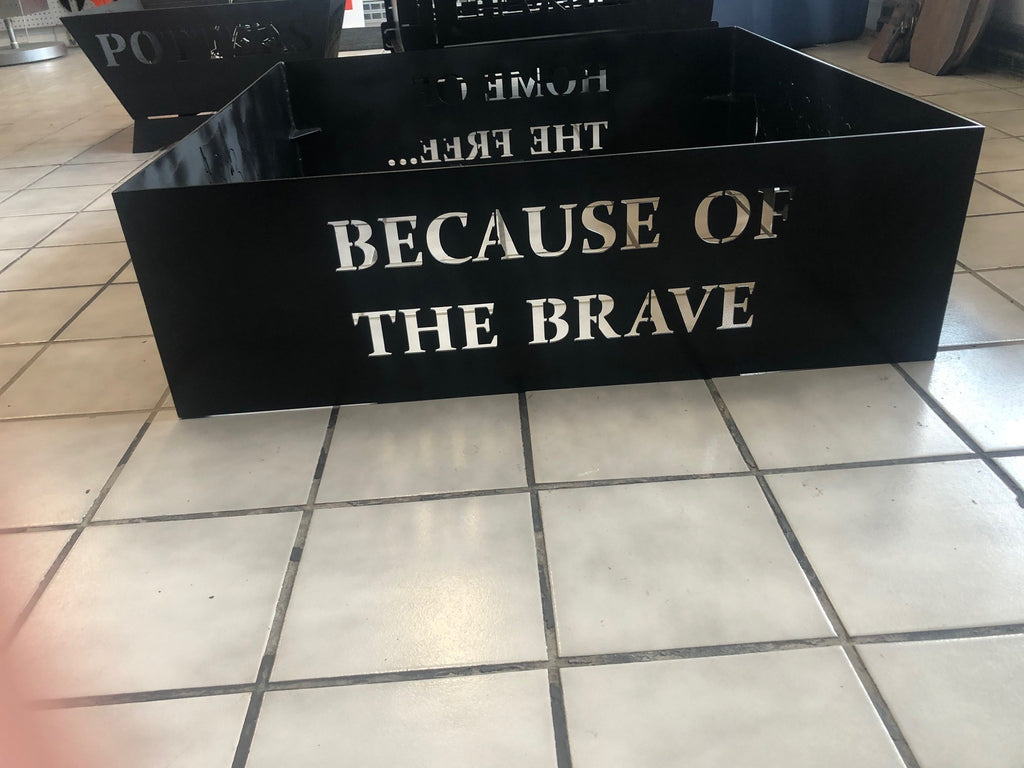 HOME OF
THE FREE...
BECAUSE OF
THE BRAVE